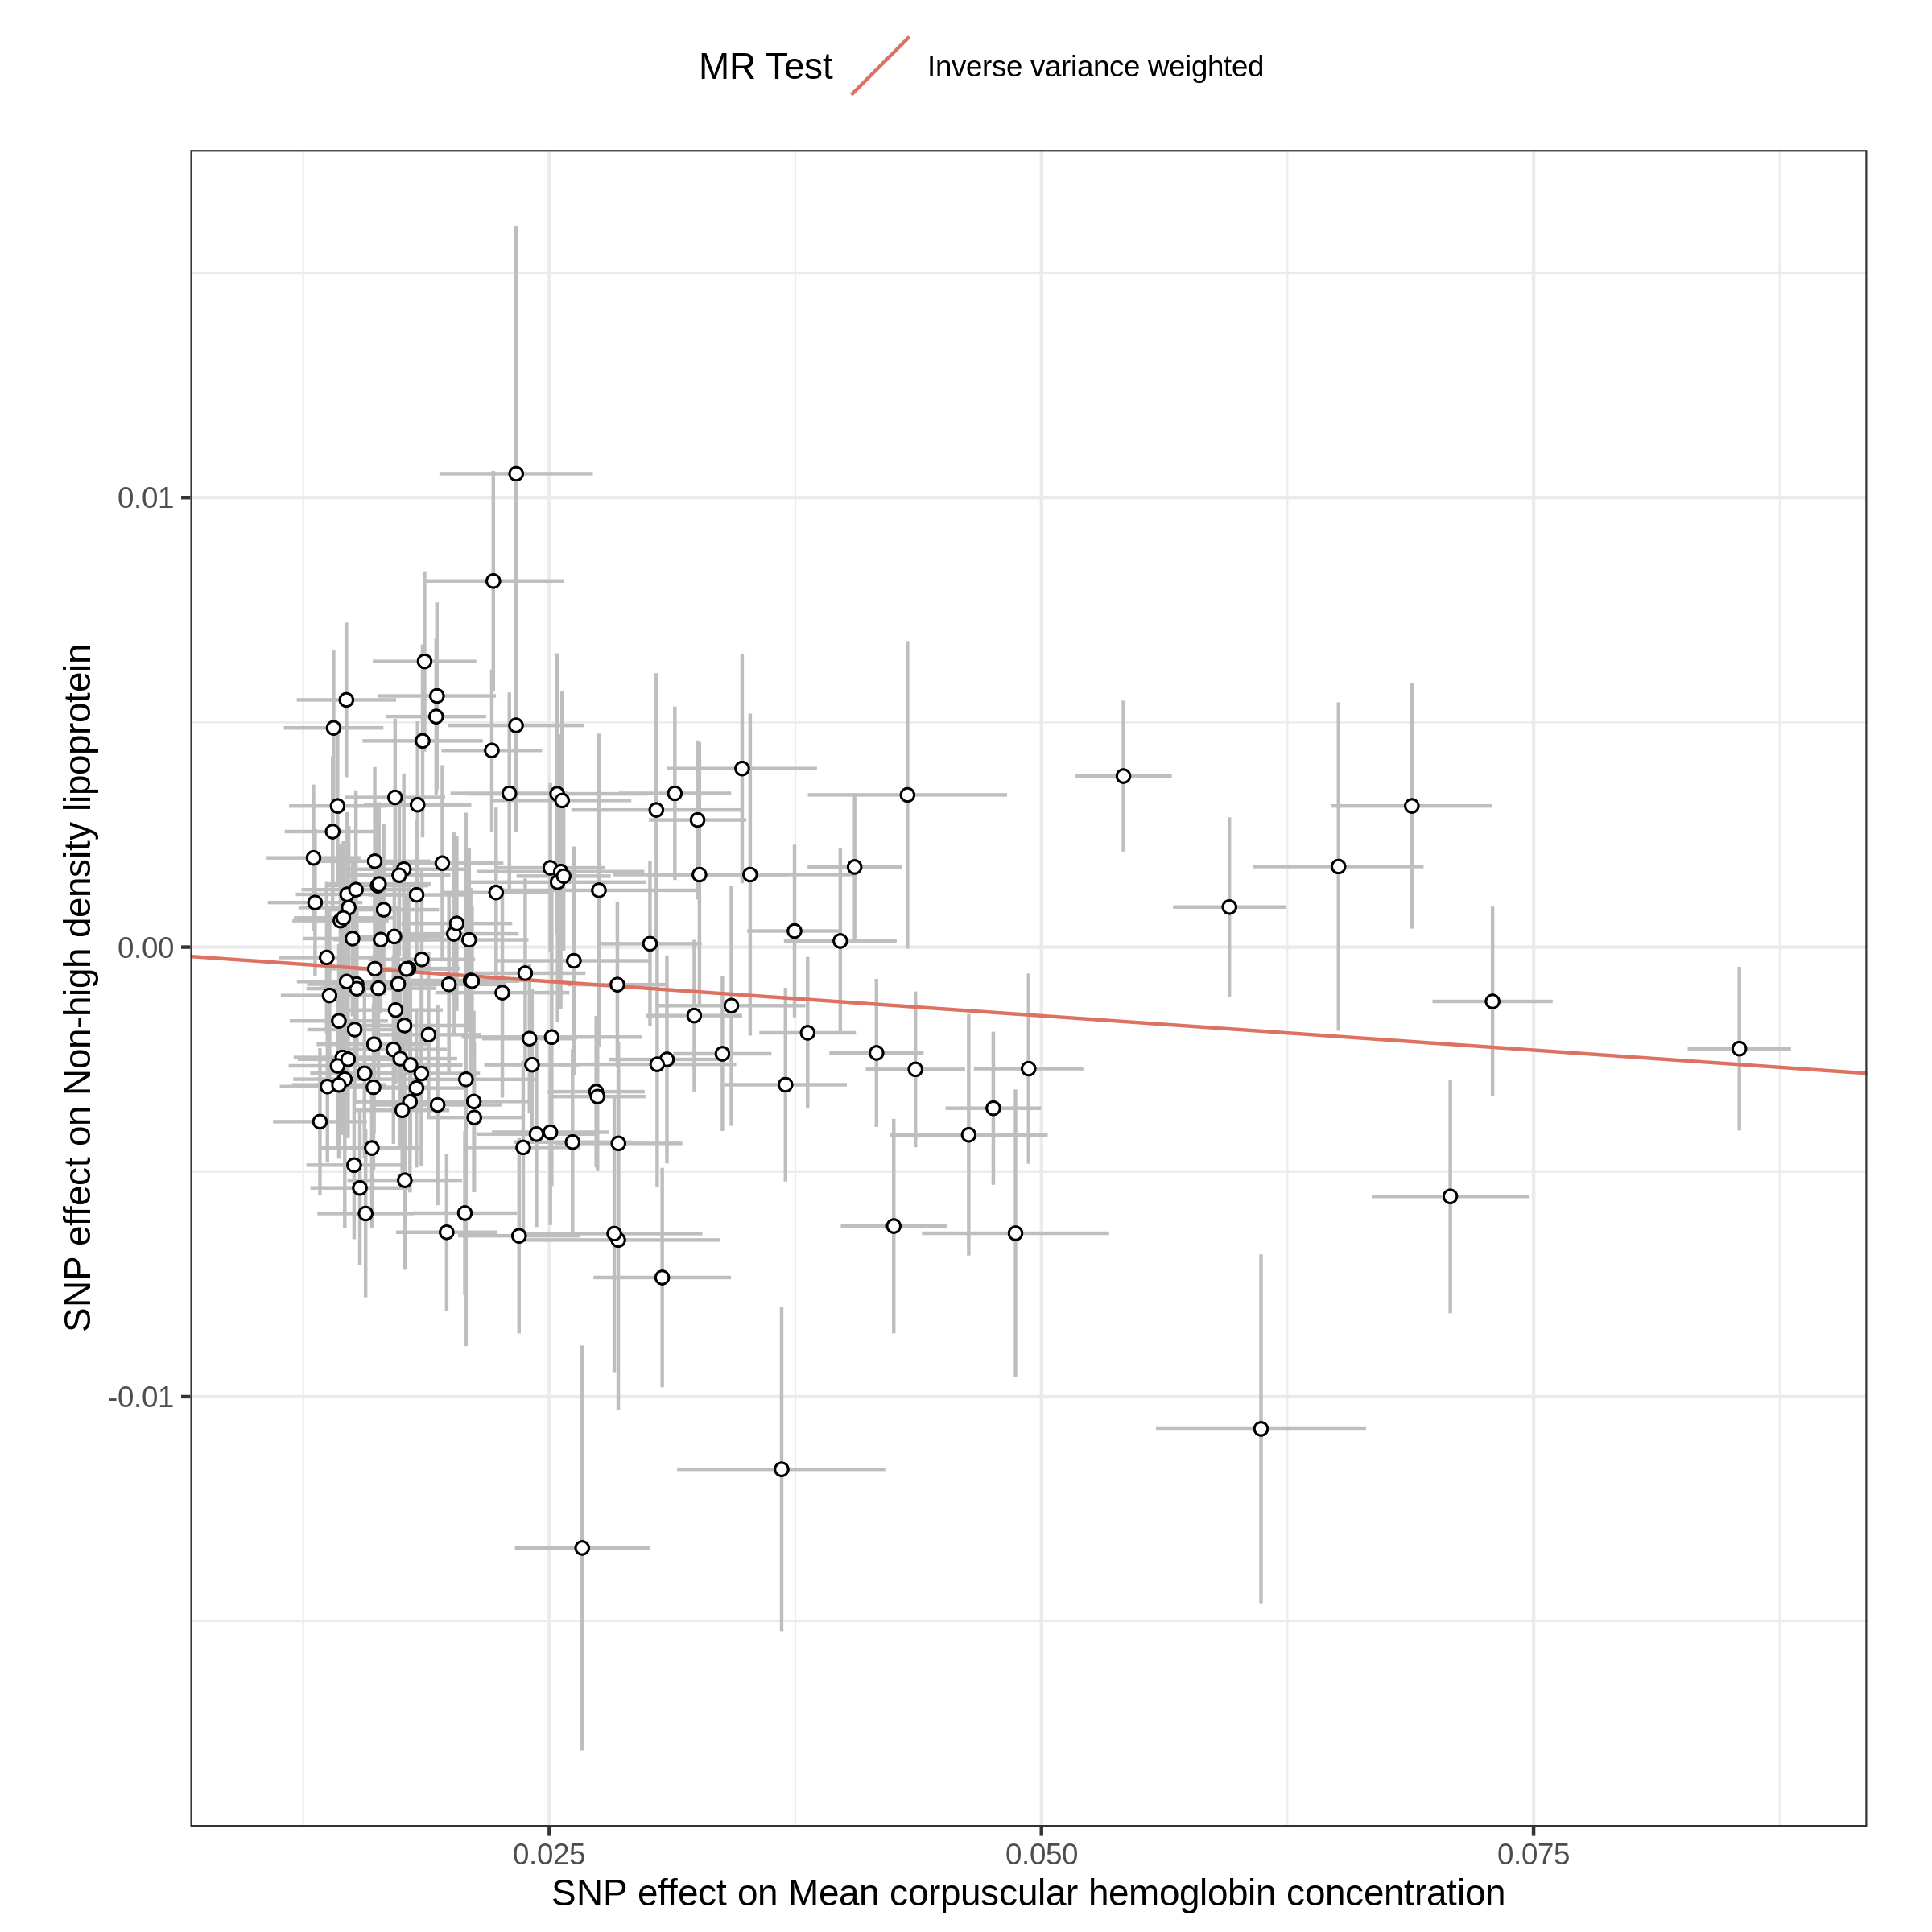 MR Test
Inverse variance weighted
SNP effect on Non-high density lipoprotein
0.01
0.00
-0.01
0.025
0.050
0.075
SNP effect on Mean corpuscular hemoglobin concentration